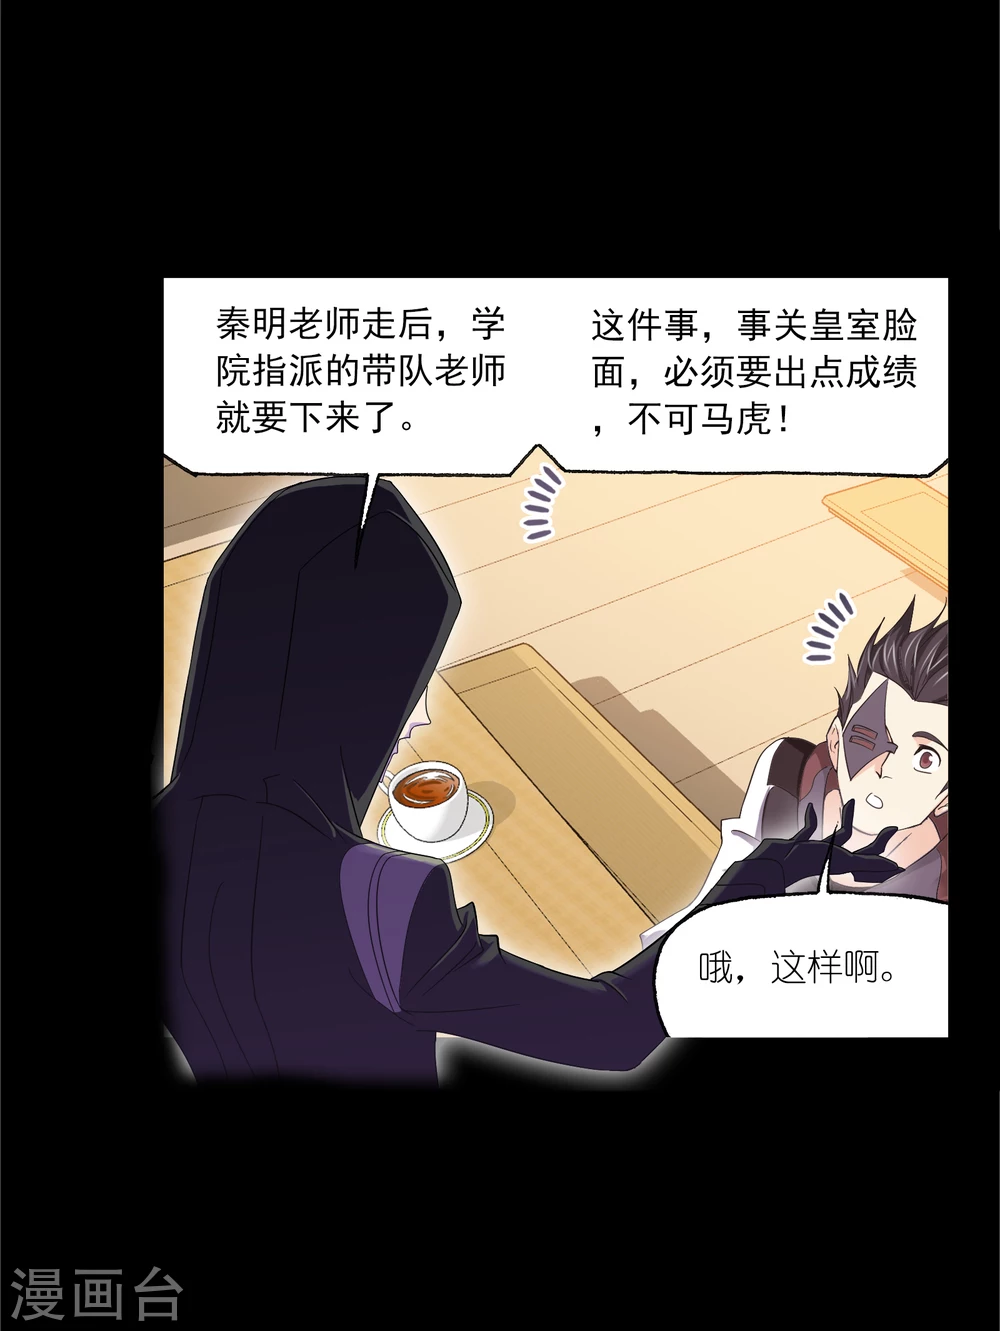 秦明老师走后，学
院指派的带队老师
就要下来了。
这件事，事关皇室脸
面，必须要出点成绩
，不可马虎！
哦，这样啊。
漫画台